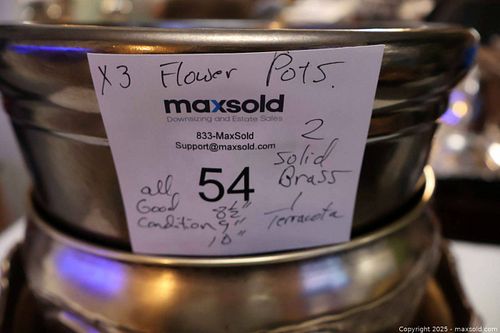 X3 Flower Pots.
maxsold
Downsizing and Estate Sales
833-MaxSold
Support@maxsold.com
54
2
Solid
Brass
1
Terracota
all
Good
Condition
8½"
9"
10"
Copyright 2025 - maxsold.com